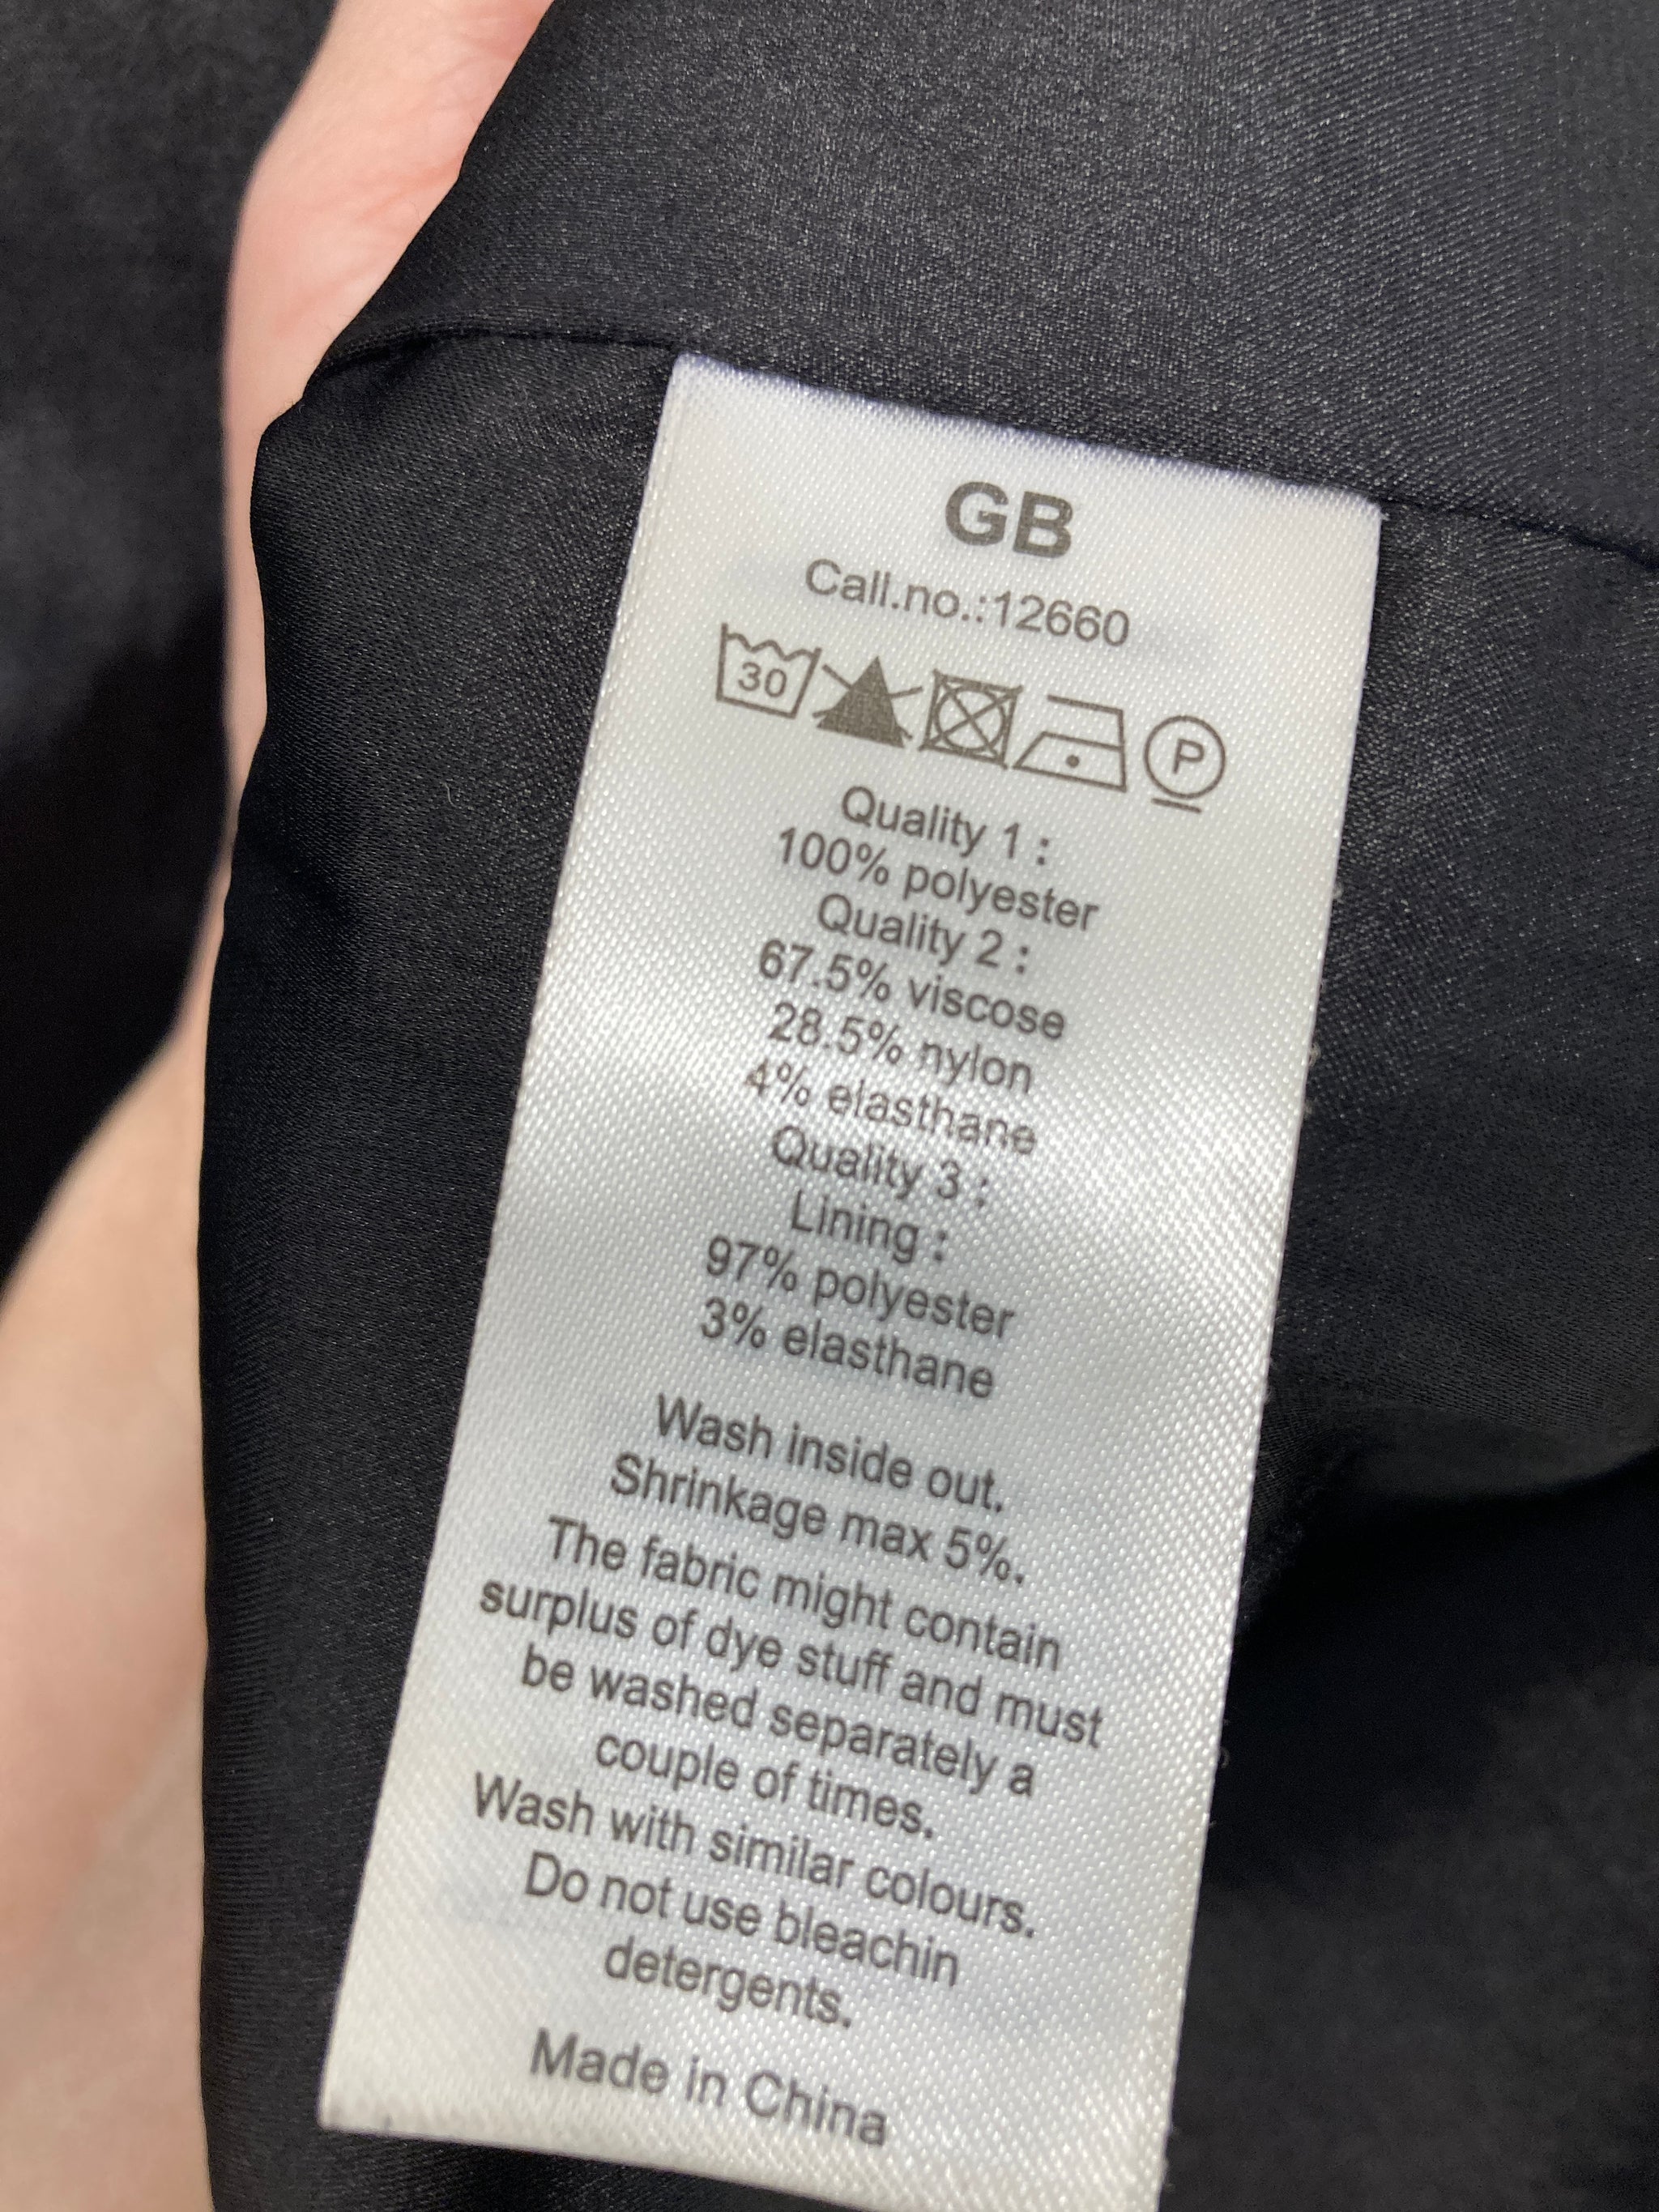 GB
Call.no.:12660
30
P
Quality 1 :
100% polyester
Quality 2 :
67.5% viscose
28.5% nylon
4% elasthane
Quality 3 :
Lining :
97% polyester
3% elasthane
Wash inside out.
Shrinkage max 5%.
The fabric might contain
surplus of dye stuff and must
be washed separately a
couple of times.
Wash with similar colours.
Do not use bleachin
detergents.
Made in China